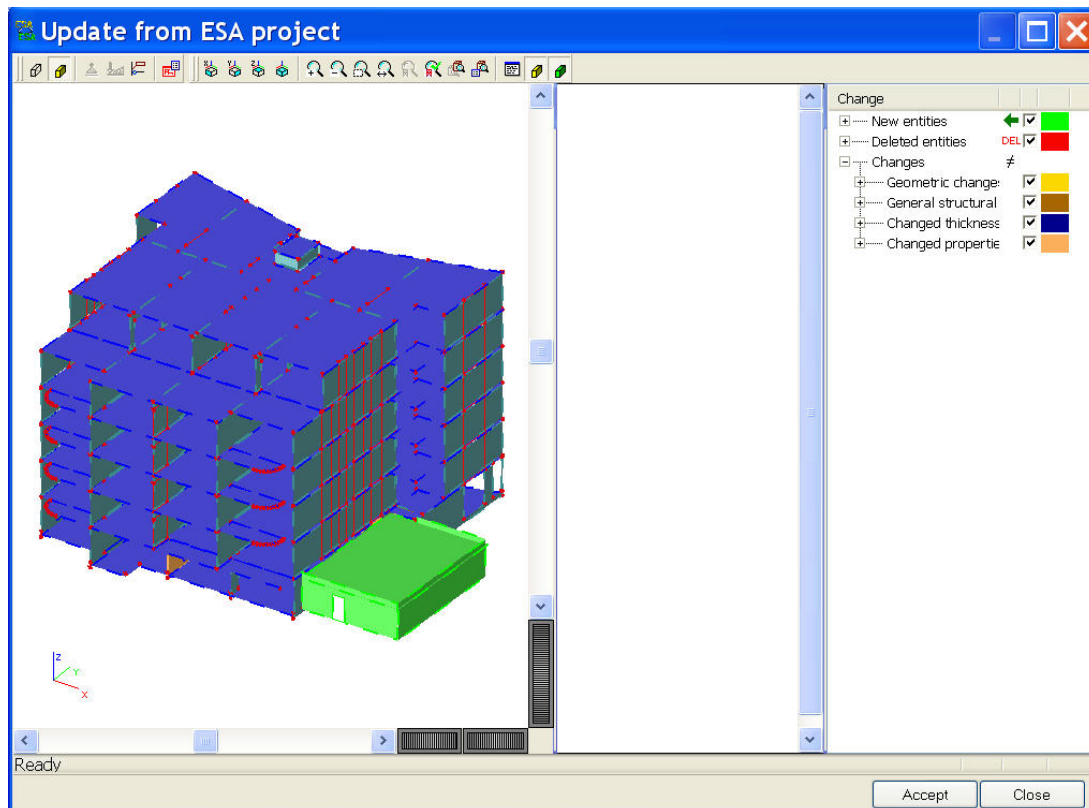 Update from ESA project
Change
New entities
Deleted entities DEL
Changes ≠
Geometric change
General structural
Changed thickness
Changed propertie
Z
Y
X
Ready
Accept Close